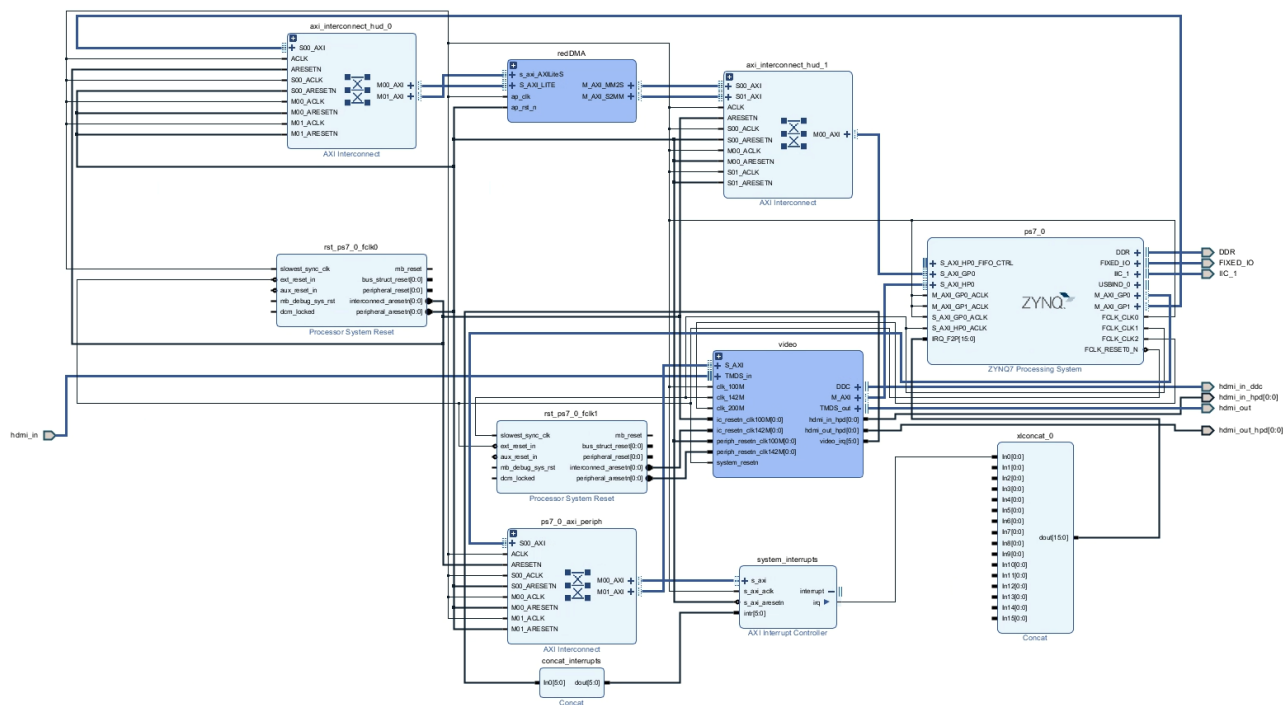 axi_interconnect_hud_0
S00_AXI
ACLK
ARESETN
S00_ACLK
S00_ARESETN
M00_ACLK
M00_ARESETN
M01_ACLK
M01_ARESETN
M00_AXI
M01_AXI
AXI Interconnect
redDMA
s_axi_AXILiteS
S_AXI_LITE
ap_clk
ap_rst_n
M_AXI_MM2S
M_AXI_S2MM
axi_interconnect_hud_1
S00_AXI
S01_AXI
ACLK
ARESETN
S00_ACLK
S00_ARESETN
M00_ACLK
M00_ARESETN
S01_ACLK
S01_ARESETN
M00_AXI
AXI Interconnect
rst_ps7_0_fclk0
slowest_sync_clk
ext_reset_in
aux_reset_in
mb_debug_sys_rst
dcm_locked
mb_reset
bus_struct_reset[0:0]
peripheral_reset[0:0]
interconnect_aresetn[0:0]
peripheral_aresetn[0:0]
Processor System Reset
ps7_0
S_AXI_HP0_FIFO_CTRL
S_AXI_GP0
S_AXI_HP0
M_AXI_GP0_ACLK
M_AXI_GP1_ACLK
S_AXI_GP0_ACLK
S_AXI_HP0_ACLK
IRQ_F2P[15:0]
ZYNQ
DDR
FIXED_IO
IIC_1
USBIND_0
M_AXI_GP0
M_AXI_GP1
FCLK_CLK0
FCLK_CLK1
FCLK_CLK2
FCLK_RESET0_N
ZYNQ7 Processing System
DDR
FIXED_IO
IIC_1
hdmi_in
video
S_AXI
TMDS_in
clk_100M
clk_142M
clk_200M
ic_resetn_clk100M[0:0]
ic_resetn_clk142M[0:0]
periph_resetn_clk100M[0:0]
periph_resetn_clk142M[0:0]
system_resetn
DDC
M_AXI
TMDS_out
hdmi_in_hpd[0:0]
hdmi_out_hpd[0:0]
video_irq[5:0]
hdmi_in_ddc
hdmi_in_hpd[0:0]
hdmi_out
hdmi_out_hpd[0:0]
rst_ps7_0_fclk1
slowest_sync_clk
ext_reset_in
aux_reset_in
mb_debug_sys_rst
dcm_locked
mb_reset
bus_struct_reset[0:0]
peripheral_reset[0:0]
interconnect_aresetn[0:0]
peripheral_aresetn[0:0]
Processor System Reset
xlconcat_0
In0[0:0]
In1[0:0]
In2[0:0]
In3[0:0]
In4[0:0]
In5[0:0]
In6[0:0]
In7[0:0]
In8[0:0]
In9[0:0]
In10[0:0]
In11[0:0]
In12[0:0]
In13[0:0]
In14[0:0]
In15[0:0]
dout[15:0]
Concat
ps7_0_axi_periph
S00_AXI
ACLK
ARESETN
S00_ACLK
S00_ARESETN
M00_ACLK
M00_ARESETN
M01_ACLK
M01_ARESETN
M00_AXI
M01_AXI
AXI Interconnect
system_interrupts
s_axi
s_axi_aclk
s_axi_aresetn
intr[5:0]
interrupt
irq
AXI Interrupt Controller
concat_interrupts
In0[5:0]
dout[5:0]
Concat